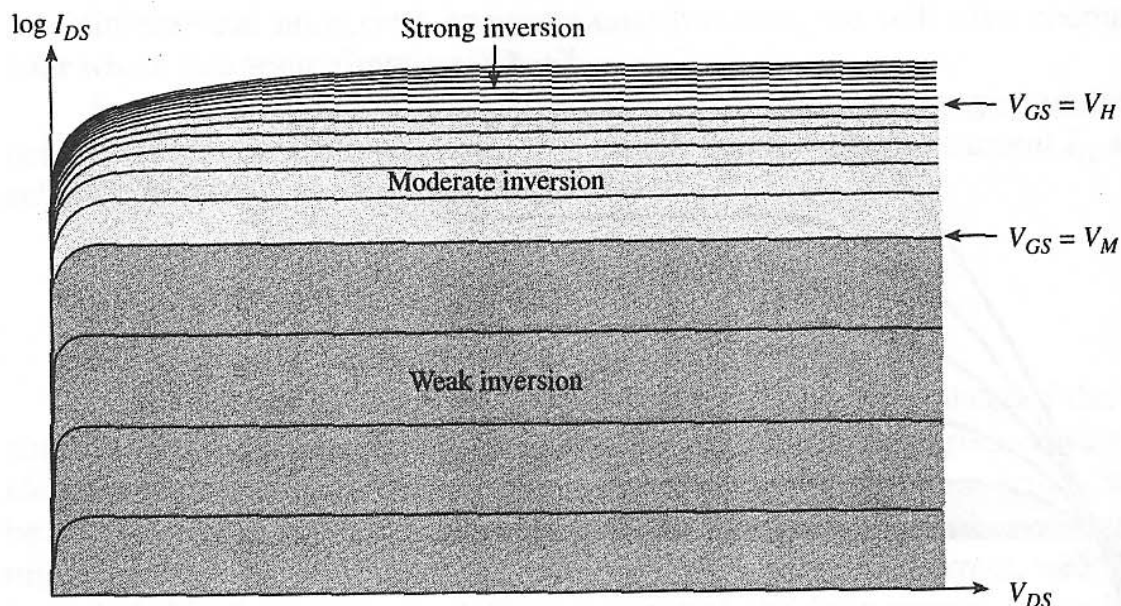 log I_DS
Strong inversion
V_GS = V_H
Moderate inversion
V_GS = V_M
Weak inversion
V_DS